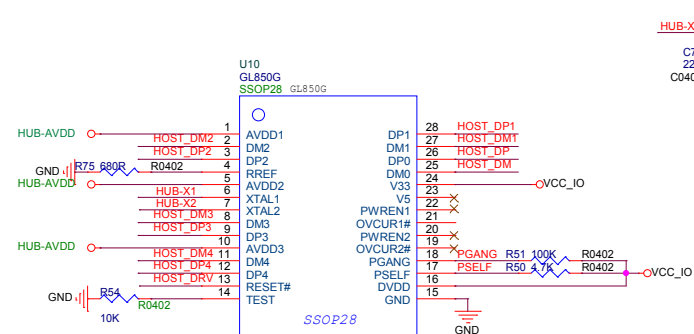 HUB-X
C7
22
C040
U10
GL850G
SSOP28 GL850G
HUB-AVDD 1 AVDD1 DP1 28 HOST_DP1
HOST_DM2 2 DM2 DM1 27 HOST_DM1
HOST_DP2 3 DP2 DP0 26 HOST_DP
GND R75 680R R0402 4 RREF DM0 25 HOST_DM
HUB-AVDD 5 AVDD2 V33 24 VCC_IO
HUB-X1 6 XTAL1 V5 23
HUB-X2 7 XTAL2 PWREN1 22
HOST_DM3 8 DM3 OVCUR1# 21
HOST_DP3 9 DP3 PWREN2 20
HUB-AVDD 10 AVDD3 OVCUR2# 19
HOST_DM4 11 DM4 PGANG 18 PGANG R51 100K R0402
HOST_DP4 12 DP4 PSELF 17 PSELF R50 4.7K R0402 VCC_IO
HOST_DRV 13 RESET# DVDD 16
GND R54 R0402 14 TEST GND 15
10K
SSOP28
GND